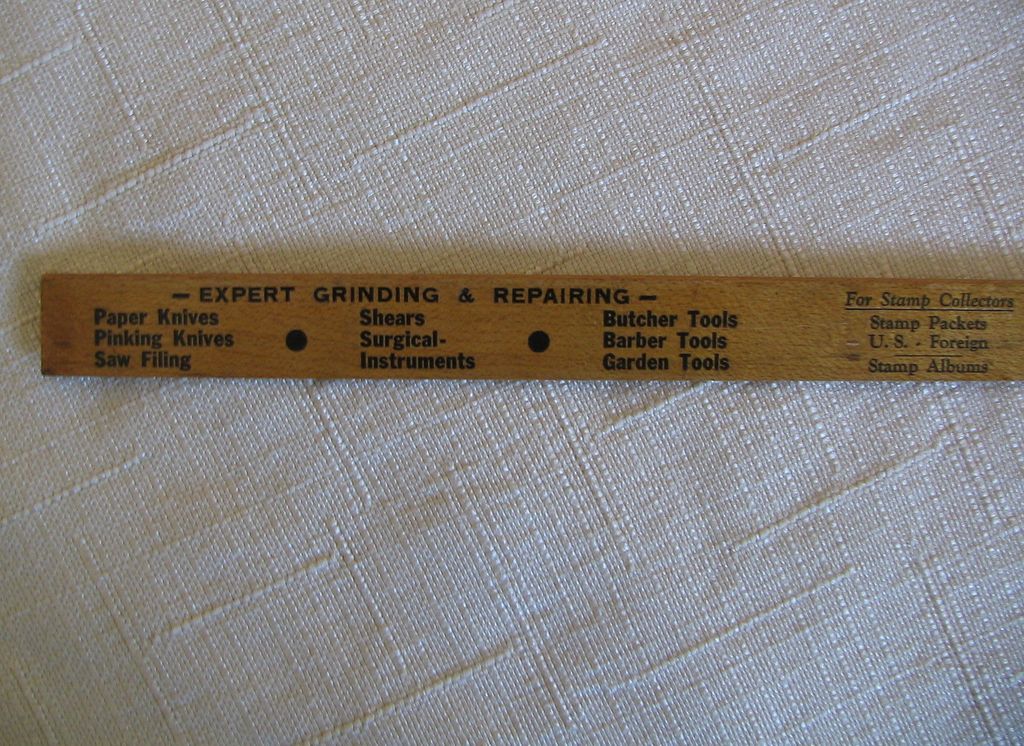 — EXPERT GRINDING & REPAIRING —
Paper Knives
Pinking Knives
Saw Filing
Shears
Surgical-
Instruments
Butcher Tools
Barber Tools
Garden Tools
For Stamp Collectors
Stamp Packets
U. S. - Foreign
Stamp Albums